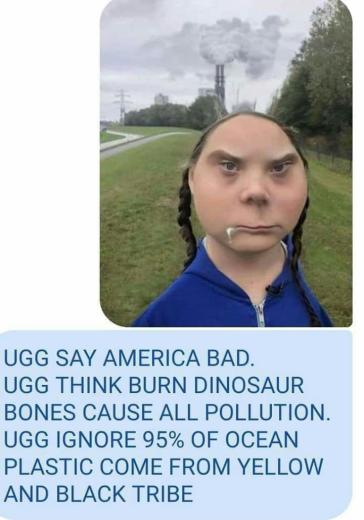 UGG SAY AMERICA BAD.
UGG THINK BURN DINOSAUR
BONES CAUSE ALL POLLUTION.
UGG IGNORE 95% OF OCEAN
PLASTIC COME FROM YELLOW
AND BLACK TRIBE